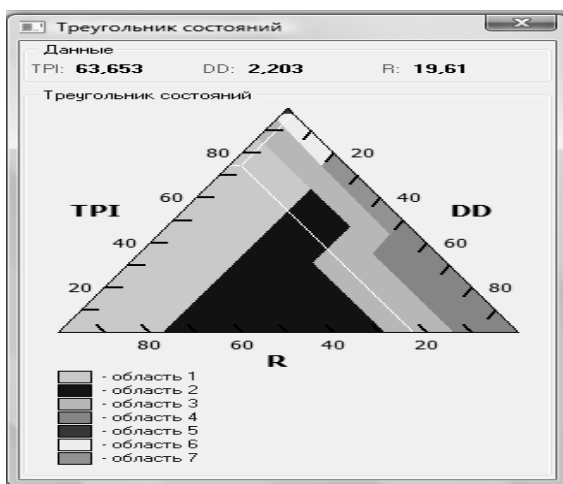 Треугольник состояний
Данные
TPI: 63,653 DD: 2,203 R: 19,61
Треугольник состояний
80 20
60 40
TPI DD
40 60
20 80
80 60 40 20
R
- область 1
- область 2
- область 3
- область 4
- область 5
- область 6
- область 7